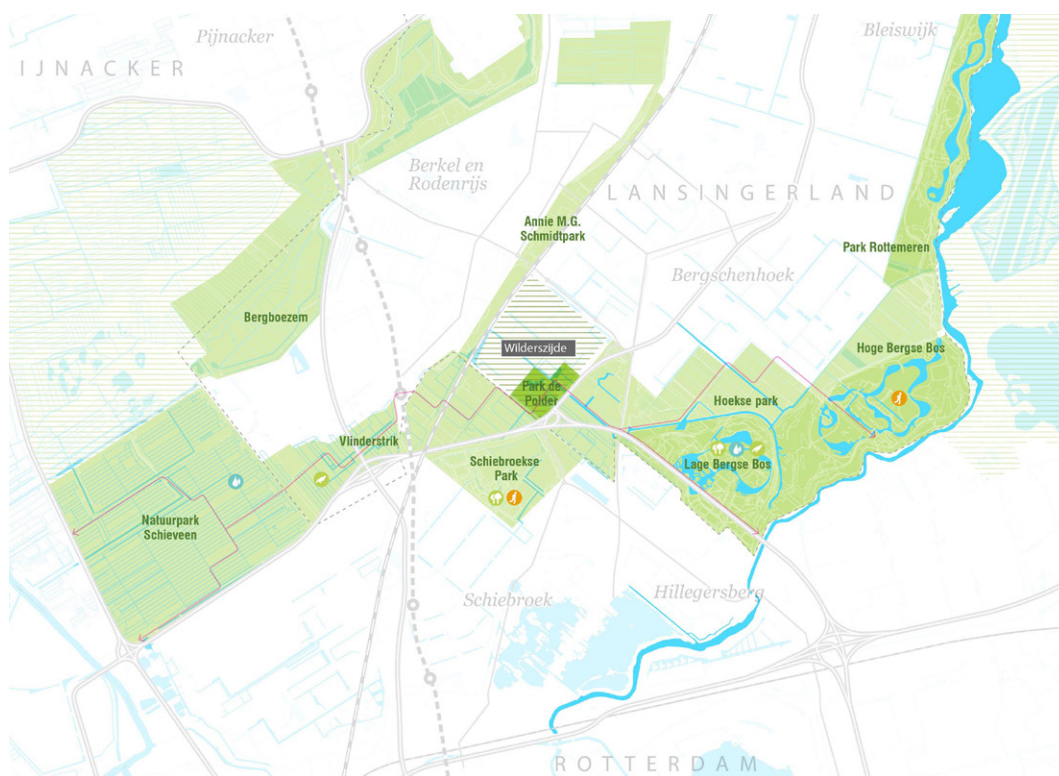 Pijnacker
Bleiswijk
IJNACKER
Berkel en
Rodenrijs
LANSINGERLAND
Annie M.G.
Schmidtpark
Park Rottemeren
Bergschenhoek
Bergboezem
Wilderszijde
Hoge Bergse Bos
Park de
Polder
Hoekse park
Vlinderstrik
Schiebroekse
Park
Lage Bergse Bos
Natuurpark
Schieveen
Schiebroek
Hillegersberg
ROTTERDAM